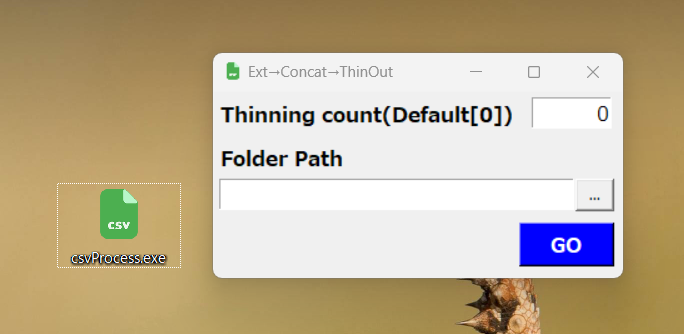 Ext→Concat→ThinOut
Thinning count(Default[0])
0
Folder Path
...
GO
csv
csvProcess.exe